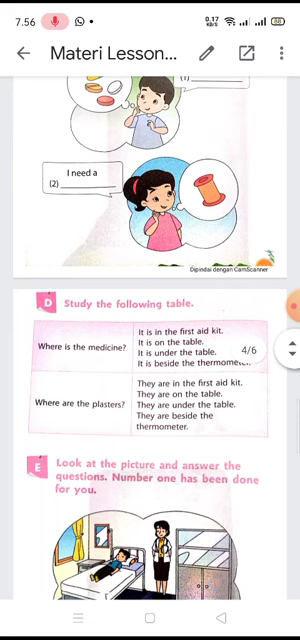 7.56
0.17
KB/S
Materi Lesson...
(1)
I need a
(2)
Dipindai dengan CamScanner
D Study the following table.
Where is the medicine?
It is in the first aid kit.
It is on the table.
It is under the table.
It is beside the thermome...
4/6
Where are the plasters?
They are in the first aid kit.
They are on the table.
They are under the table.
They are beside the
thermometer.
E Look at the picture and answer the
questions. Number one has been done
for you.